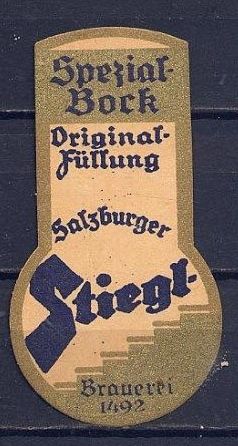 Spezial-
Bock
Original-
Füllung
Salzburger
Stiegl-
Brauerei
1492